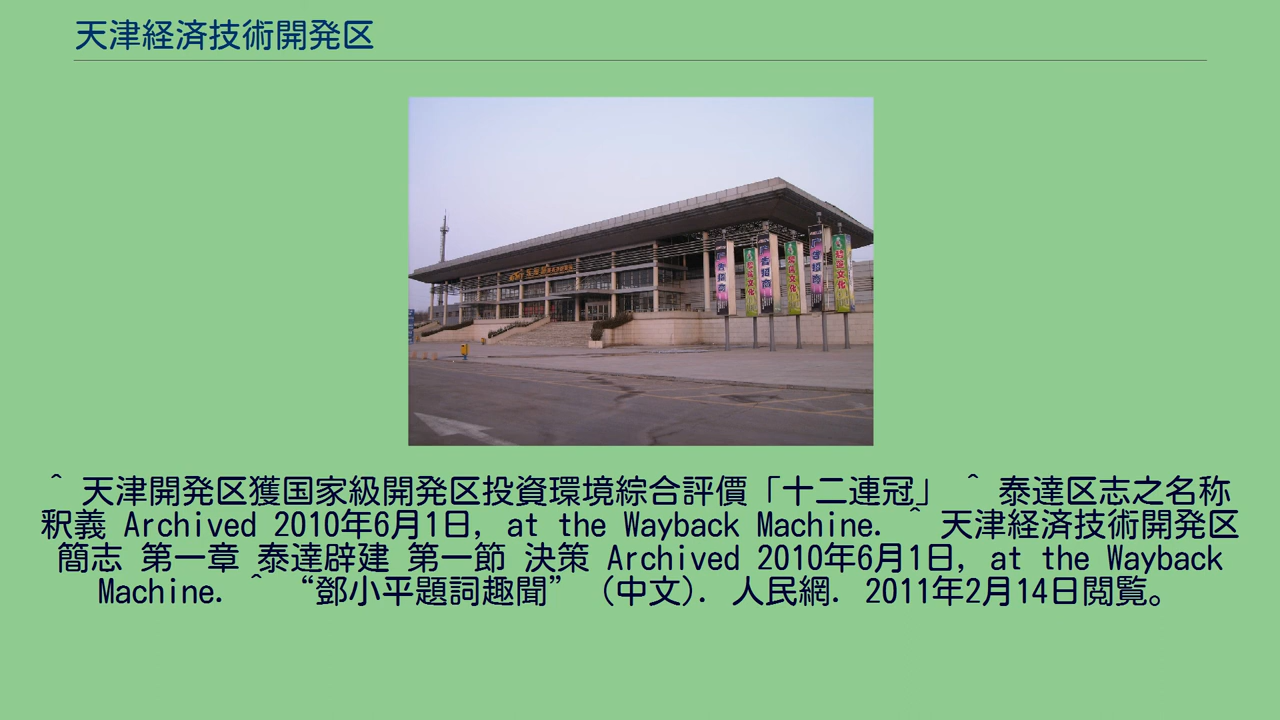 天津経済技術開発区
^ 天津開発区獲国家級開発区投資環境綜合評價「十二連冠」 ^ 泰達区志之名称
釈義 Archived 2010年6月1日, at the Wayback Machine. ^ 天津経済技術開発区
簡志 第一章 泰達辟建 第一節 決策 Archived 2010年6月1日, at the Wayback
Machine. ^ “鄧小平題詞趣聞” (中文). 人民網. 2011年2月14日閲覧。